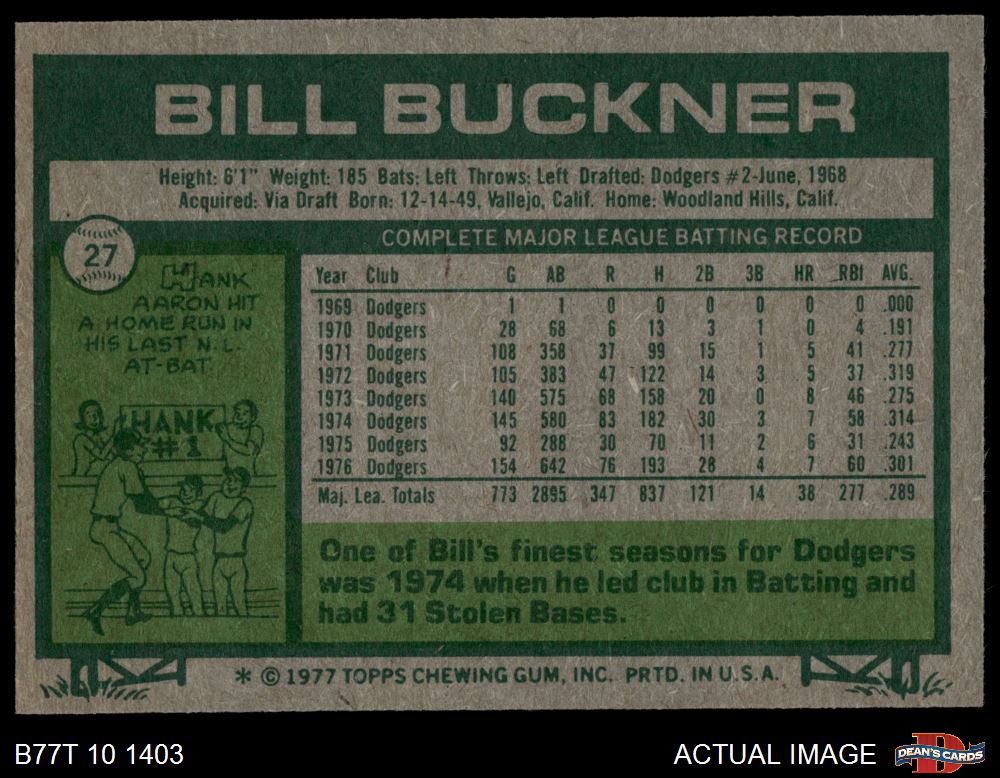 BILL BUCKNER
Height: 6'1" Weight: 185 Bats: Left Throws: Left Drafted: Dodgers #2-June, 1968
Acquired: Via Draft Born: 12-14-49, Vallejo, Calif. Home: Woodland Hills, Calif.
27
HANK
AARON HIT
A HOME RUN IN
HIS LAST N.L.
AT-BAT.
HANK
#1
COMPLETE MAJOR LEAGUE BATTING RECORD
Year Club G AB R H 2B 3B HR RBI AVG.
1969 Dodgers 1 1 0 0 0 0 0 0 .000
1970 Dodgers 28 68 6 13 3 1 0 4 .191
1971 Dodgers 108 358 37 99 15 1 5 41 .277
1972 Dodgers 105 383 47 122 14 3 5 37 .319
1973 Dodgers 140 575 68 158 20 0 8 46 .275
1974 Dodgers 145 580 83 182 30 3 7 58 .314
1975 Dodgers 92 288 30 70 11 2 6 31 .243
1976 Dodgers 154 642 76 193 28 4 7 60 .301
Maj. Lea. Totals 773 2895 347 837 121 14 38 277 .289
One of Bill's finest seasons for Dodgers
was 1974 when he led club in Batting and
had 31 Stolen Bases.
* © 1977 TOPPS CHEWING GUM, INC. PRTD. IN U.S.A.
B77T 10 1403
ACTUAL IMAGE
DEAN'S CARDS